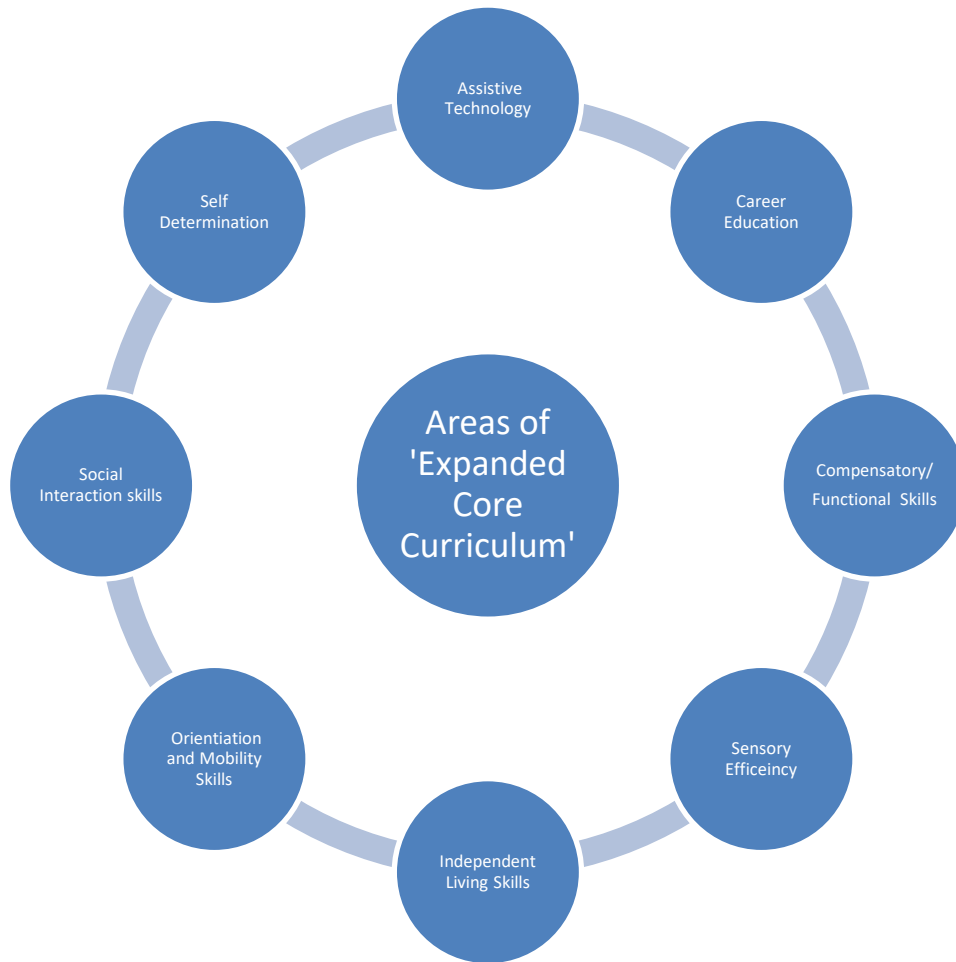 Assistive
Technology
Career
Education
Compensatory/
Functional Skills
Sensory
Efficeincy
Independent
Living Skills
Orientiation
and Mobility
Skills
Social
Interaction skills
Self
Determination
Areas of
'Expanded
Core
Curriculum'